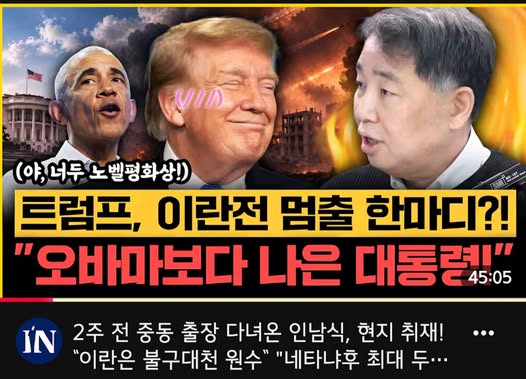 (야, 너두 노벨평화상!)
트럼프, 이란전 멈출 한마디?!
"오바마보다 나은 대통령!"
45:05
I'N
2주 전 중동 출장 다녀온 인남식, 현지 취재!
“이란은 불구대천 원수“ "네타냐후 최대 두…